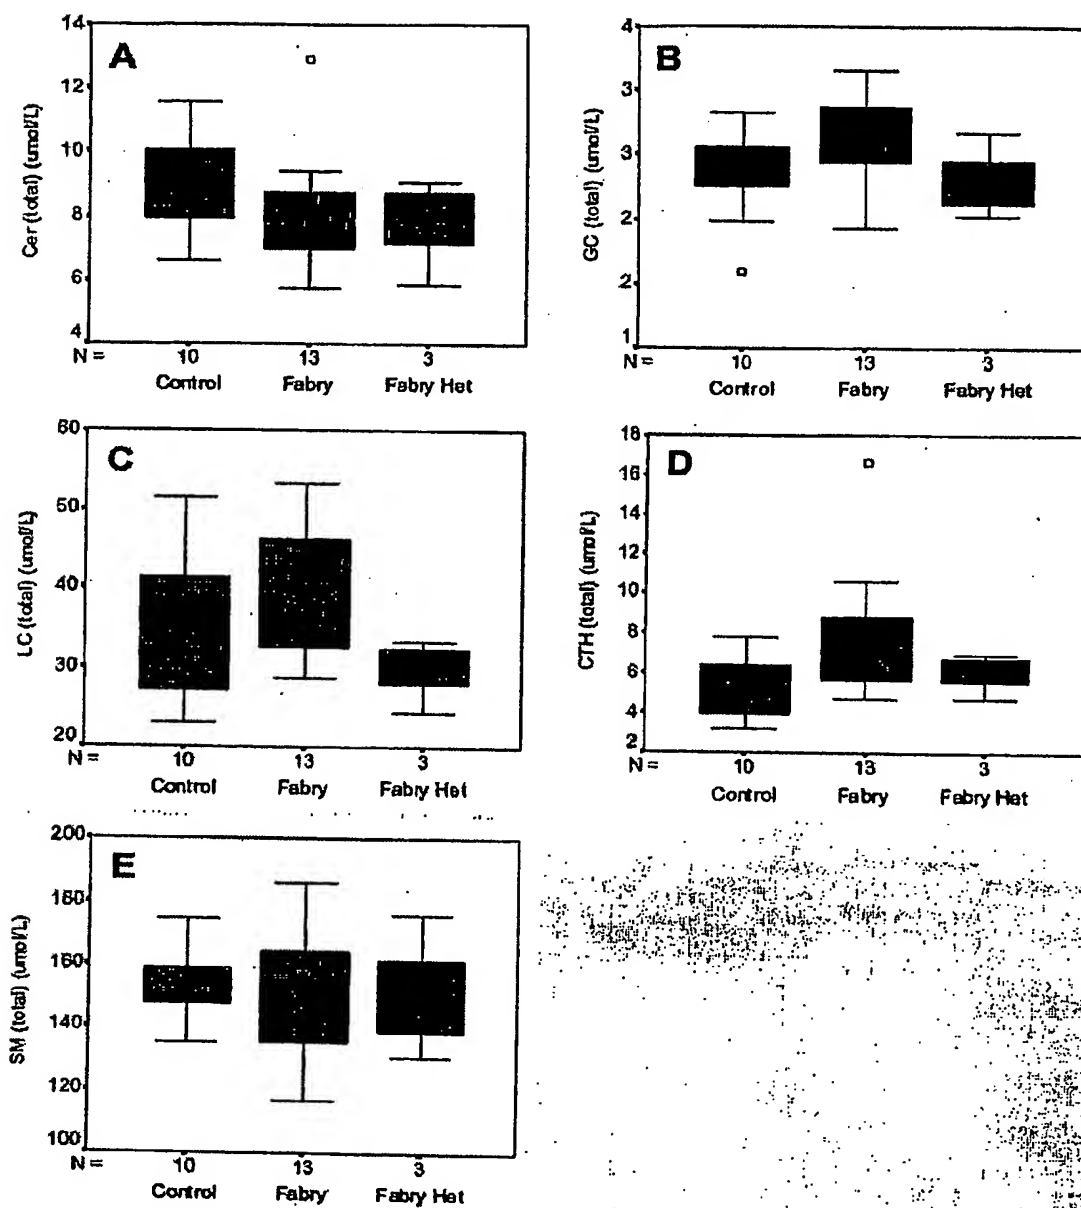 A
Cer (total) (umol/L)
14
12
10
8
6
4
N = 10 13 3
Control Fabry Fabry Het
B
GC (total) (umol/L)
4
3
3
2
2
1
N = 10 13 3
Control Fabry Fabry Het
C
LC (total) (umol/L)
60
50
40
30
20
N = 10 13 3
Control Fabry Fabry Het
D
CTH (total) (umol/L)
18
16
14
12
10
8
6
4
2
N = 10 13 3
Control Fabry Fabry Het
E
SM (total) (umol/L)
200
180
160
140
120
100
N = 10 13 3
Control Fabry Fabry Het